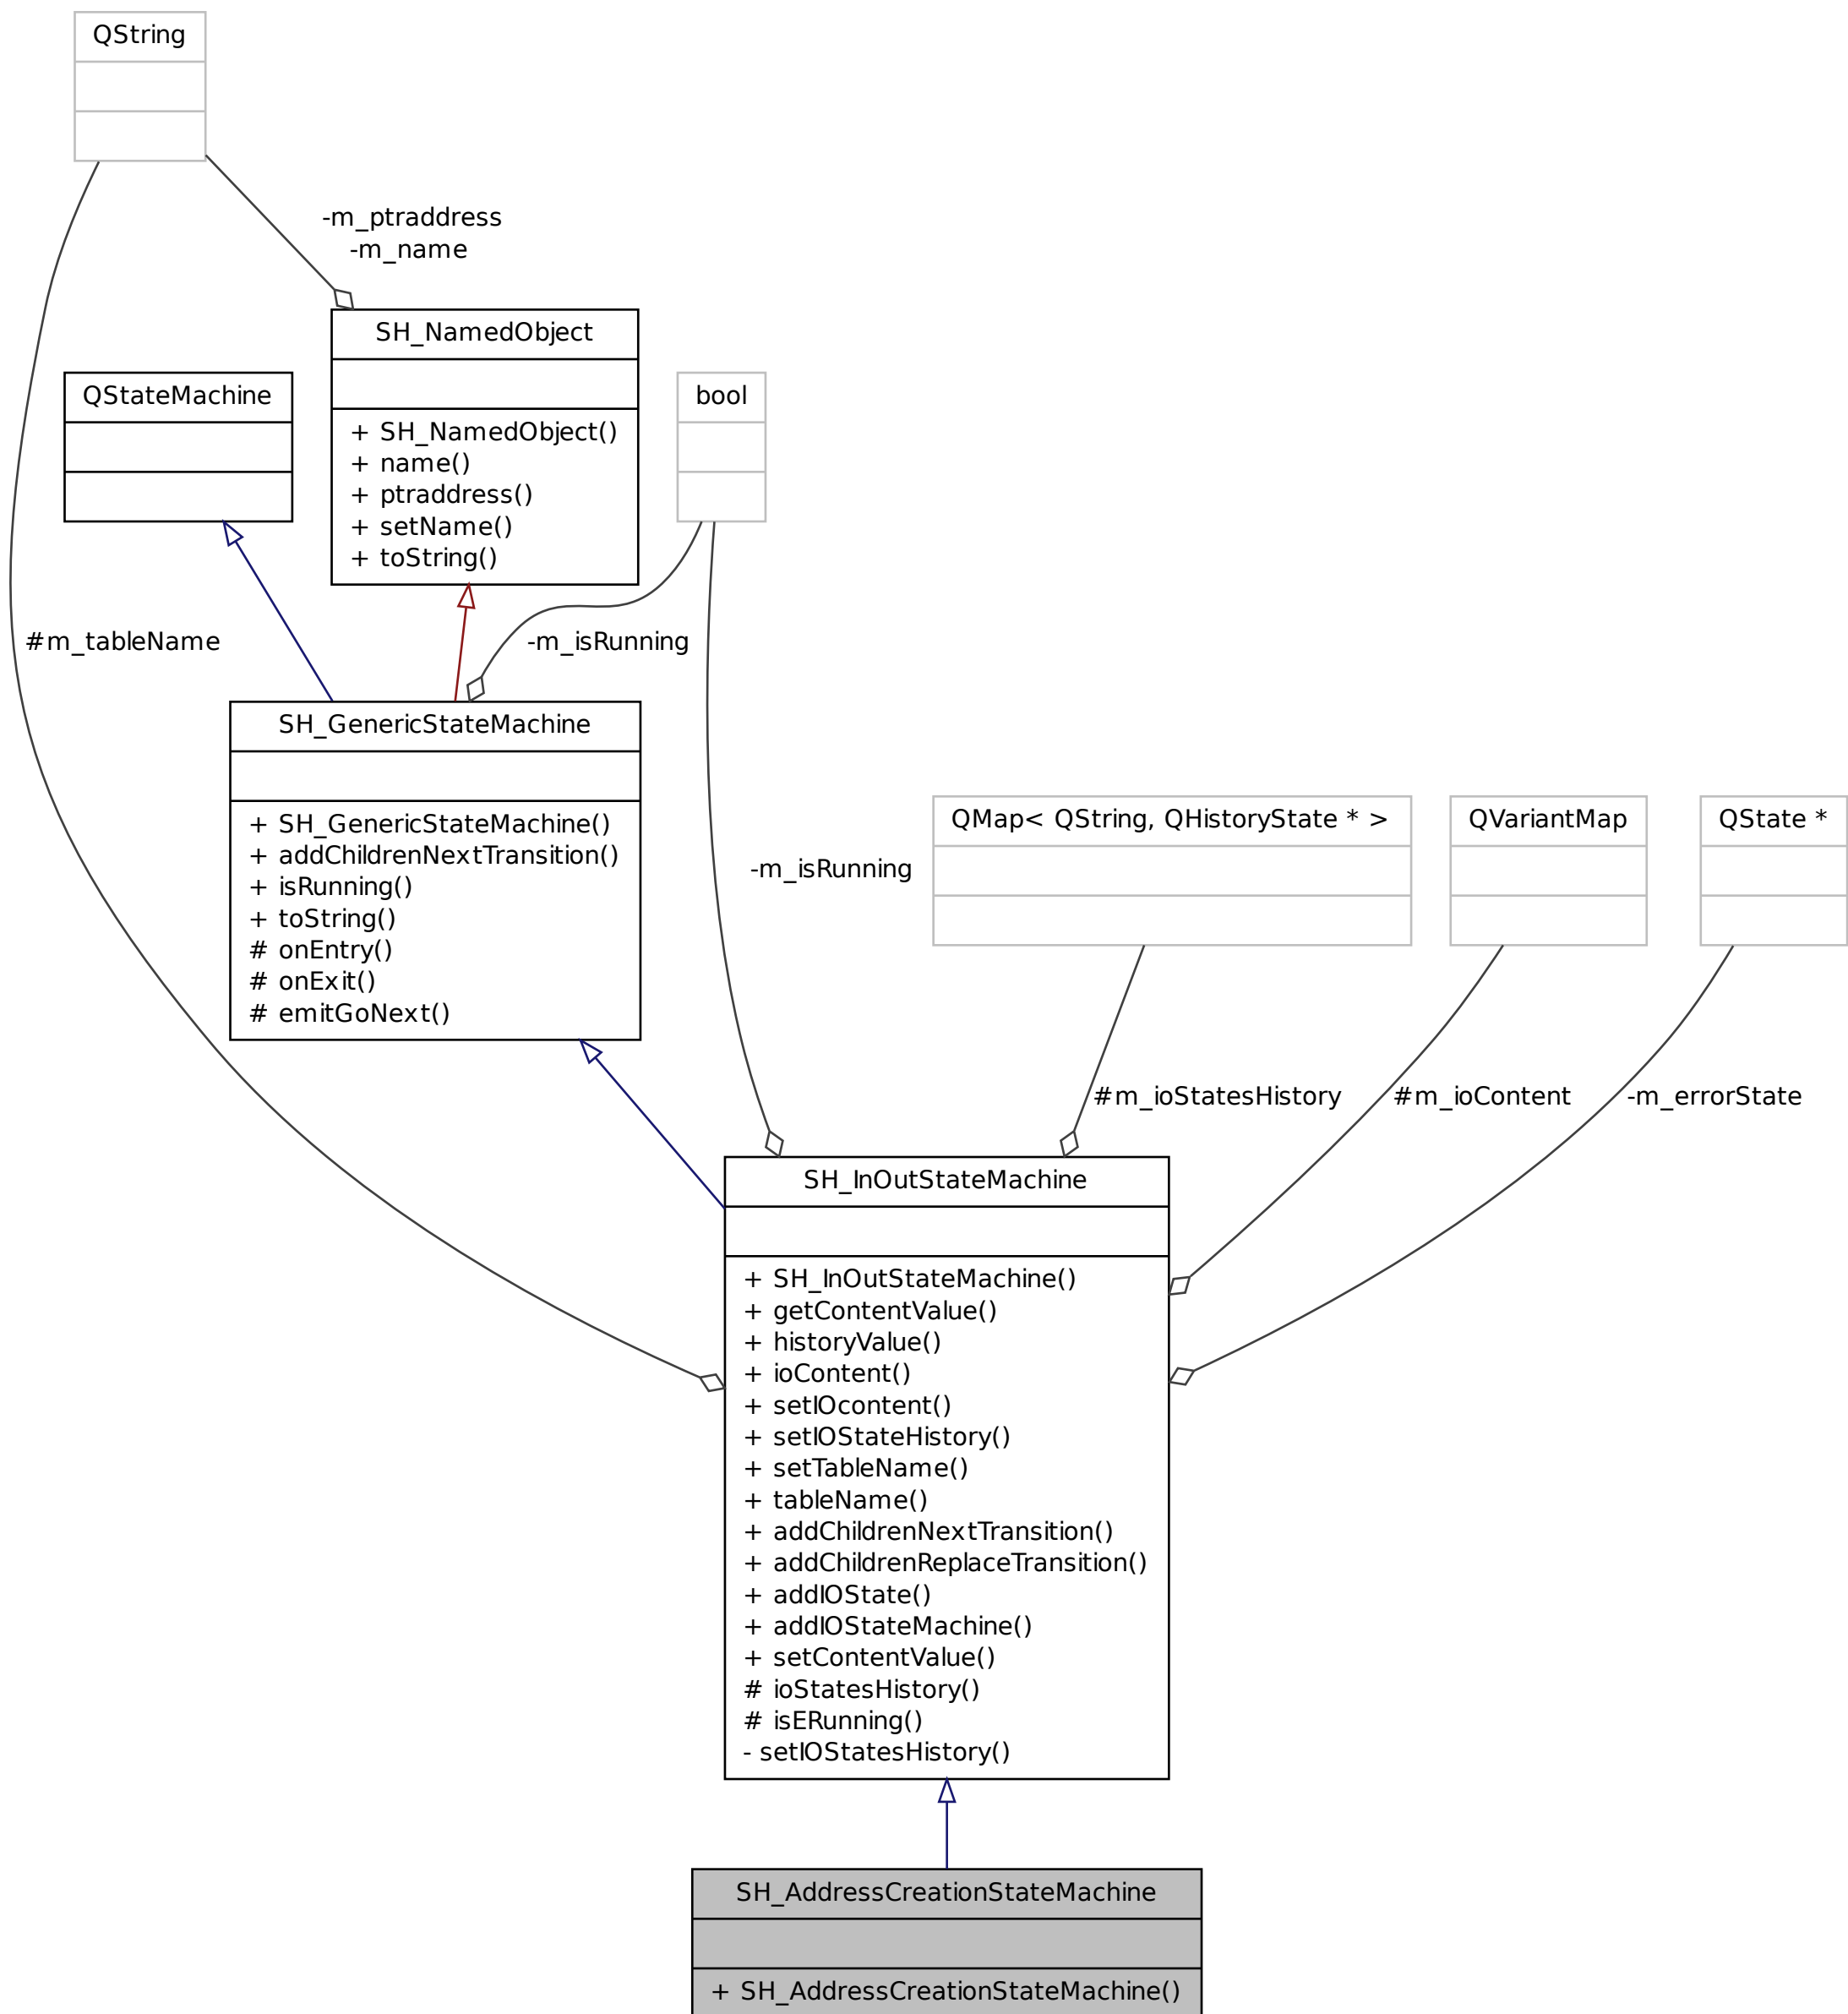 QString
-m_ptraddress
-m_name
SH_NamedObject
+ SH_NamedObject()
+ name()
+ ptraddress()
+ setName()
+ toString()
QStateMachine
bool
#m_tableName
-m_isRunning
SH_GenericStateMachine
+ SH_GenericStateMachine()
+ addChildrenNextTransition()
+ isRunning()
+ toString()
# onEntry()
# onExit()
# emitGoNext()
-m_isRunning
QMap< QString, QHistoryState * >
QVariantMap
QState *
#m_ioStatesHistory
#m_ioContent
-m_errorState
SH_InOutStateMachine
+ SH_InOutStateMachine()
+ getContentValue()
+ historyValue()
+ ioContent()
+ setIOcontent()
+ setIOStateHistory()
+ setTableName()
+ tableName()
+ addChildrenNextTransition()
+ addChildrenReplaceTransition()
+ addIOState()
+ addIOStateMachine()
+ setContentValue()
# ioStatesHistory()
# isERunning()
- setIOStatesHistory()
SH_AddressCreationStateMachine
+ SH_AddressCreationStateMachine()